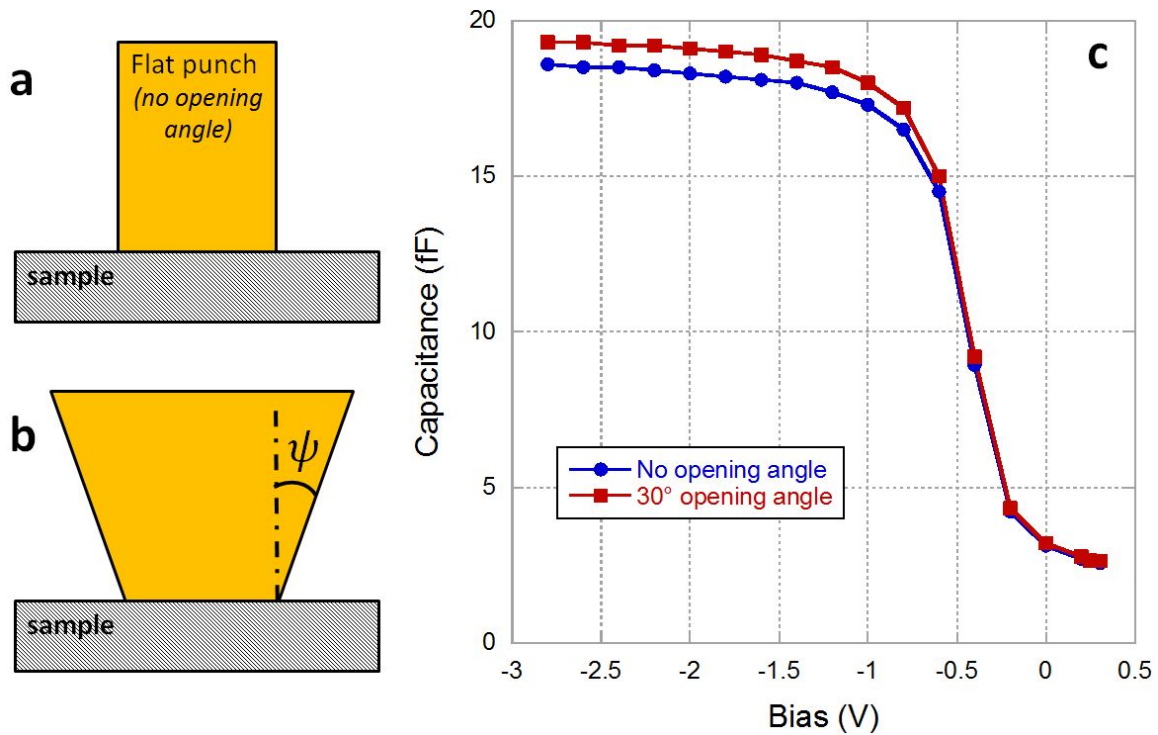 a
Flat punch
(no opening
angle)
sample
b
ψ
sample
c
Capacitance (fF)
20
15
10
5
0
No opening angle
30° opening angle
-3
-2.5
-2
-1.5
-1
-0.5
0
0.5
Bias (V)